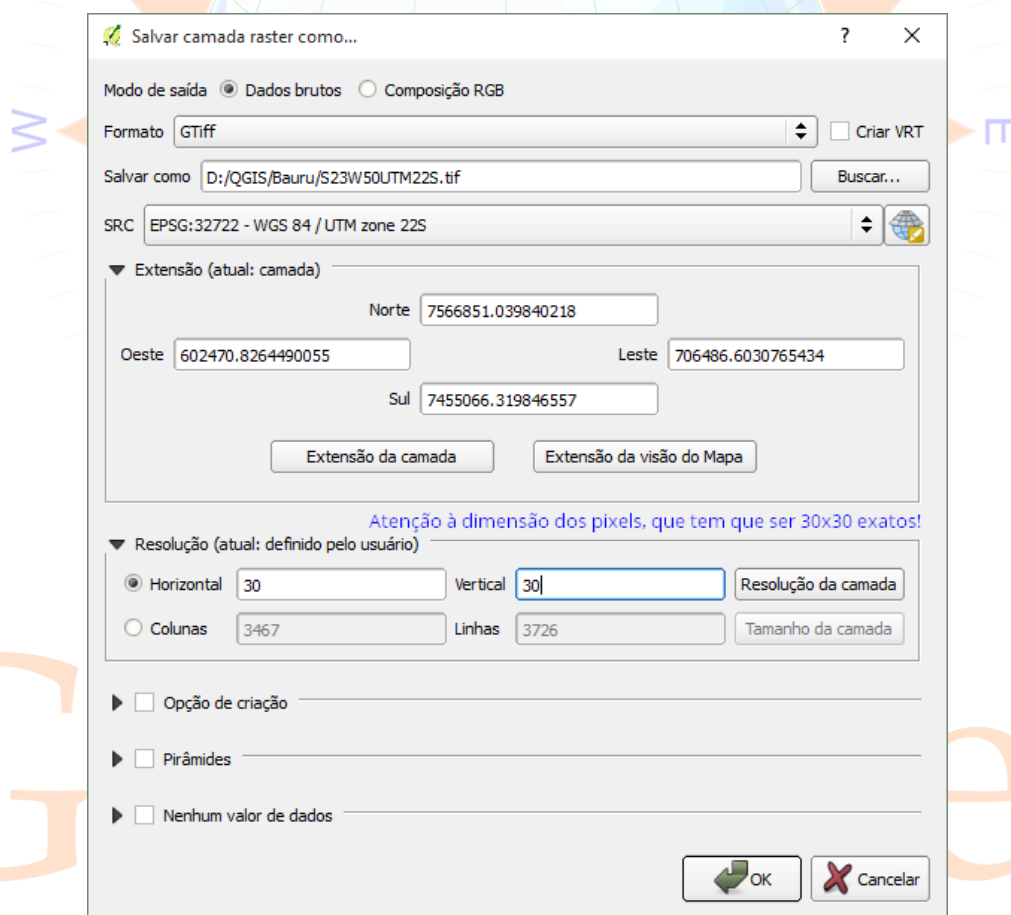 Salvar camada raster como... ?
Modo de saída Dados brutos Composição RGB
Formato GTiff Criar VRT
Salvar como D:/QGIS/Bauru/S23W50UTM22S.tif Buscar...
SRC EPSG:32722 - WGS 84 / UTM zone 22S
Extensão (atual: camada)
Norte 7566851.039840218
Oeste 602470.8264490055 Leste 706486.6030765434
Sul 7455066.319846557
Extensão da camada Extensão da visão do Mapa
Atenção à dimensão dos pixels, que tem que ser 30x30 exatos!
Resolução (atual: definido pelo usuário)
Horizontal 30 Vertical 30 Resolução da camada
Colunas 3467 Linhas 3726 Tamanho da camada
Opção de criação
Pirâmides
Nenhum valor de dados
OK Cancelar
W
E
G
e